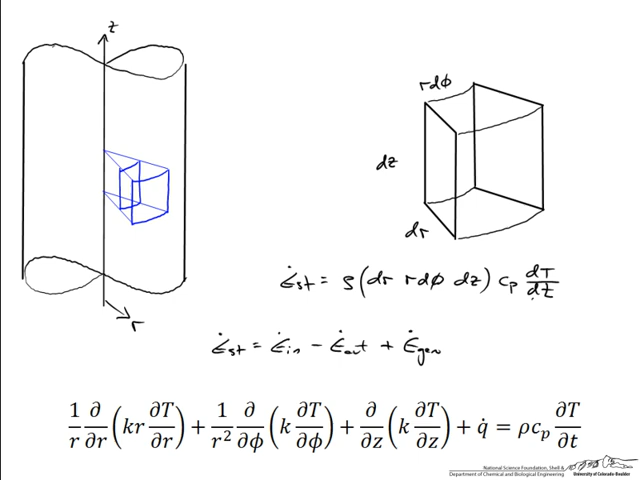 z
rdϕ
dz
dr
r
Ė_st = ρ (dr rdϕ dz) c_p dT/dt
Ė_st = Ė_in − Ė_out + Ė_gen
1/r ∂/∂r (kr ∂T/∂r) + 1/r² ∂/∂ϕ (k ∂T/∂ϕ) + ∂/∂z (k ∂T/∂z) + q̇ = ρc_p ∂T/∂t
National Science Foundation, Shell &
Department of Chemical and Biological Engineering
University of Colorado Boulder